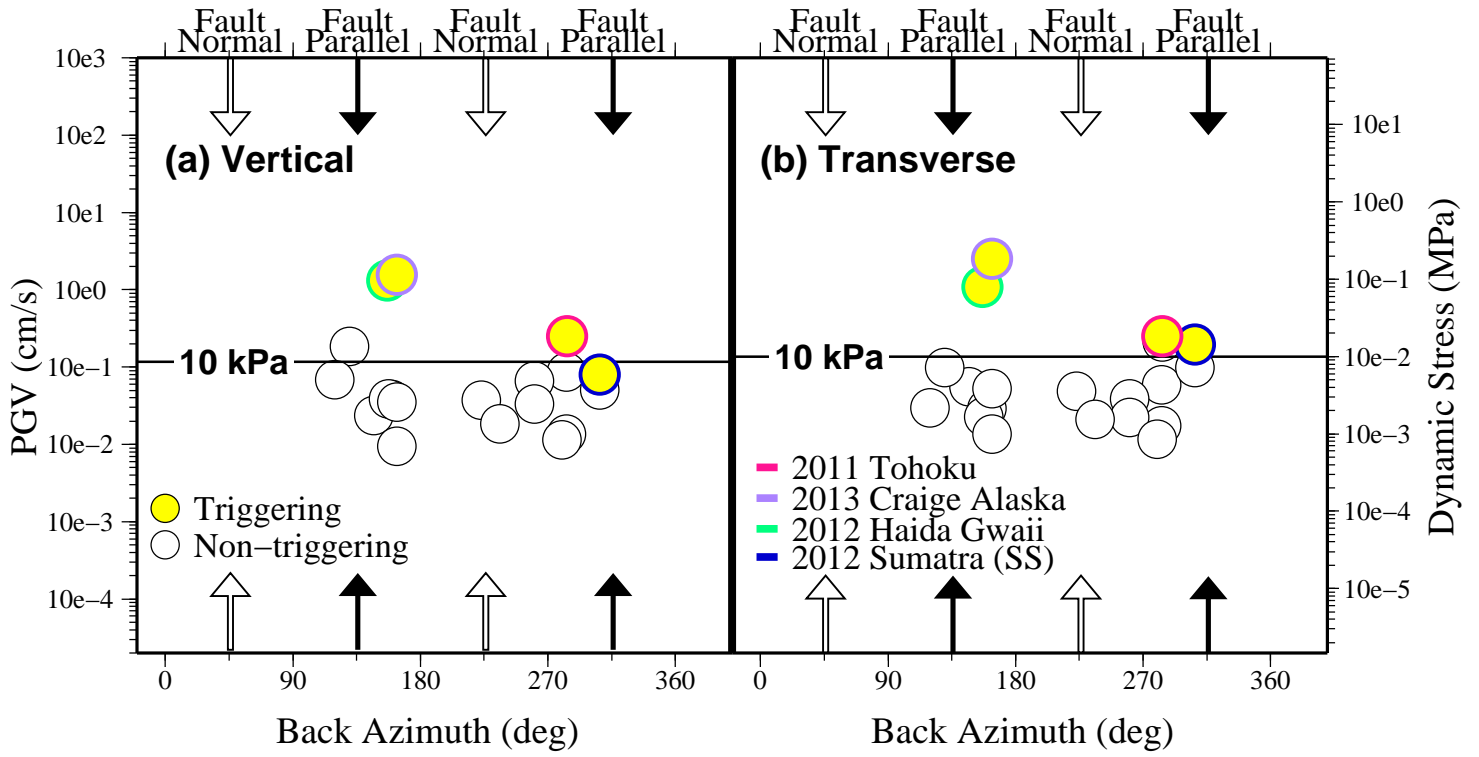 Fault Normal
Fault Parallel
Fault Normal
Fault Parallel
Fault Normal
Fault Parallel
Fault Normal
Fault Parallel
PGV (cm/s)
10e3
10e2
10e1
10e0
10e−1
10e−2
10e−3
10e−4
(a) Vertical
10 kPa
Triggering
Non−triggering
0 90 180 270 360
Back Azimuth (deg)
(b) Transverse
10 kPa
2011 Tohoku
2013 Craige Alaska
2012 Haida Gwaii
2012 Sumatra (SS)
0 90 180 270 360
Back Azimuth (deg)
10e1
10e0
10e−1
10e−2
10e−3
10e−4
10e−5
Dynamic Stress (MPa)